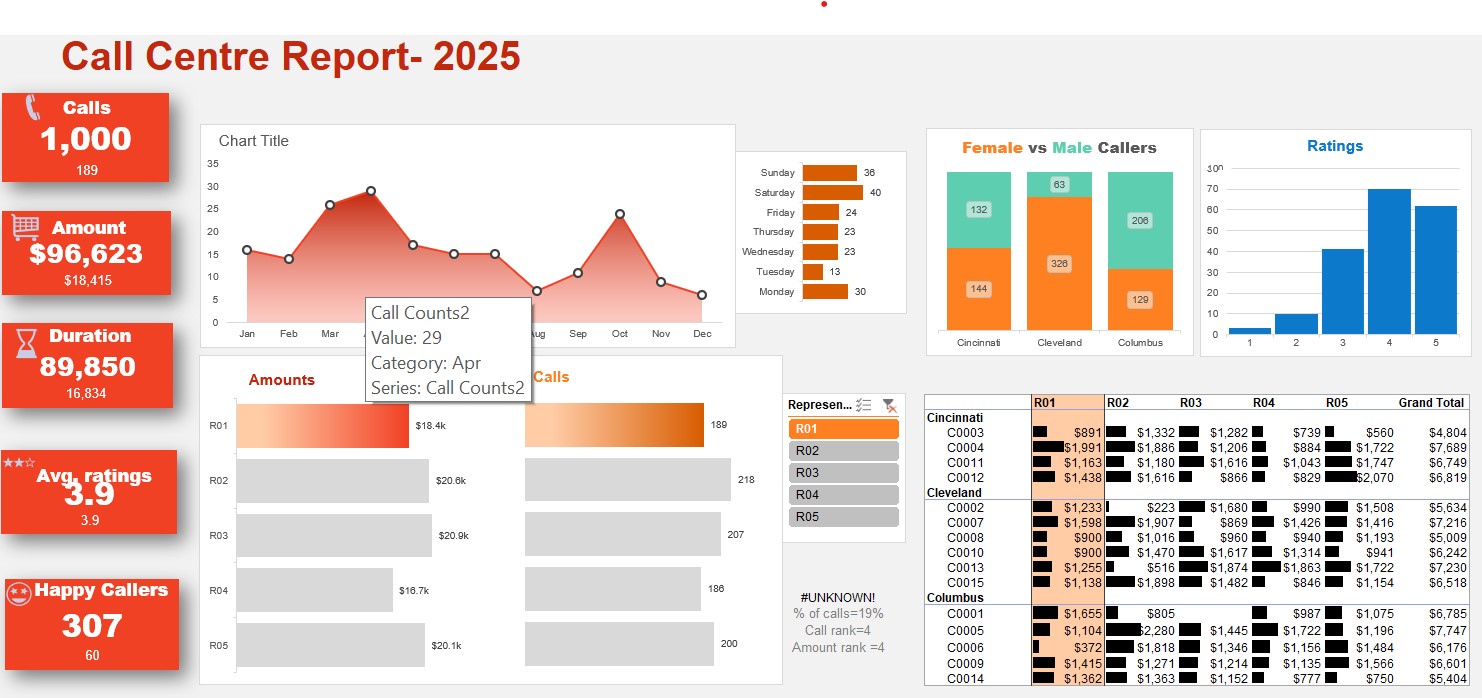 Call Centre Report- 2025
Calls
1,000
189
Amount
$96,623
$18,415
Duration
89,850
16,834
Avg. ratings
3.9
3.9
Happy Callers
307
60
Chart Title
35
30
25
20
15
10
5
0
Jan Feb Mar Aug Sep Oct Nov Dec
Call Counts2
Value: 29
Category: Apr
Series: Call Counts2
Sunday 36
Saturday 40
Friday 24
Thursday 23
Wednesday 23
Tuesday 13
Monday 30
Female vs Male Callers
132 63 206
144 326 129
Cincinnati Cleveland Columbus
Ratings
70
60
50
40
30
20
10
0
1 2 3 4 5
Amounts
R01 $18.4k
R02 $20.6k
R03 $20.9k
R04 $16.7k
R05 $20.1k
Calls
189
218
207
186
200
Represen...
R01
R02
R03
R04
R05
#UNKNOWN!
% of calls=19%
Call rank=4
Amount rank =4
R01 R02 R03 R04 R05 Grand Total
Cincinnati
C0003 $891 $1,332 $1,282 $739 $560 $4,804
C0004 $1,991 $1,886 $1,206 $884 $1,722 $7,689
C0011 $1,163 $1,180 $1,616 $1,043 $1,747 $6,749
C0012 $1,438 $1,616 $866 $829 $2,070 $6,819
Cleveland
C0002 $1,233 $223 $1,680 $990 $1,508 $5,634
C0007 $1,598 $1,907 $869 $1,426 $1,416 $7,216
C0008 $900 $1,016 $960 $940 $1,193 $5,009
C0010 $900 $1,470 $1,617 $1,314 $941 $6,242
C0013 $1,255 $516 $1,874 $1,863 $1,722 $7,230
C0015 $1,138 $1,898 $1,482 $846 $1,154 $6,518
Columbus
C0001 $1,655 $805 $987 $1,075 $6,785
C0005 $1,104 $2,280 $1,445 $1,722 $1,196 $7,747
C0006 $372 $1,818 $1,346 $1,156 $1,484 $6,176
C0009 $1,415 $1,271 $1,214 $1,135 $1,566 $6,601
C0014 $1,362 $1,363 $1,152 $777 $750 $5,404